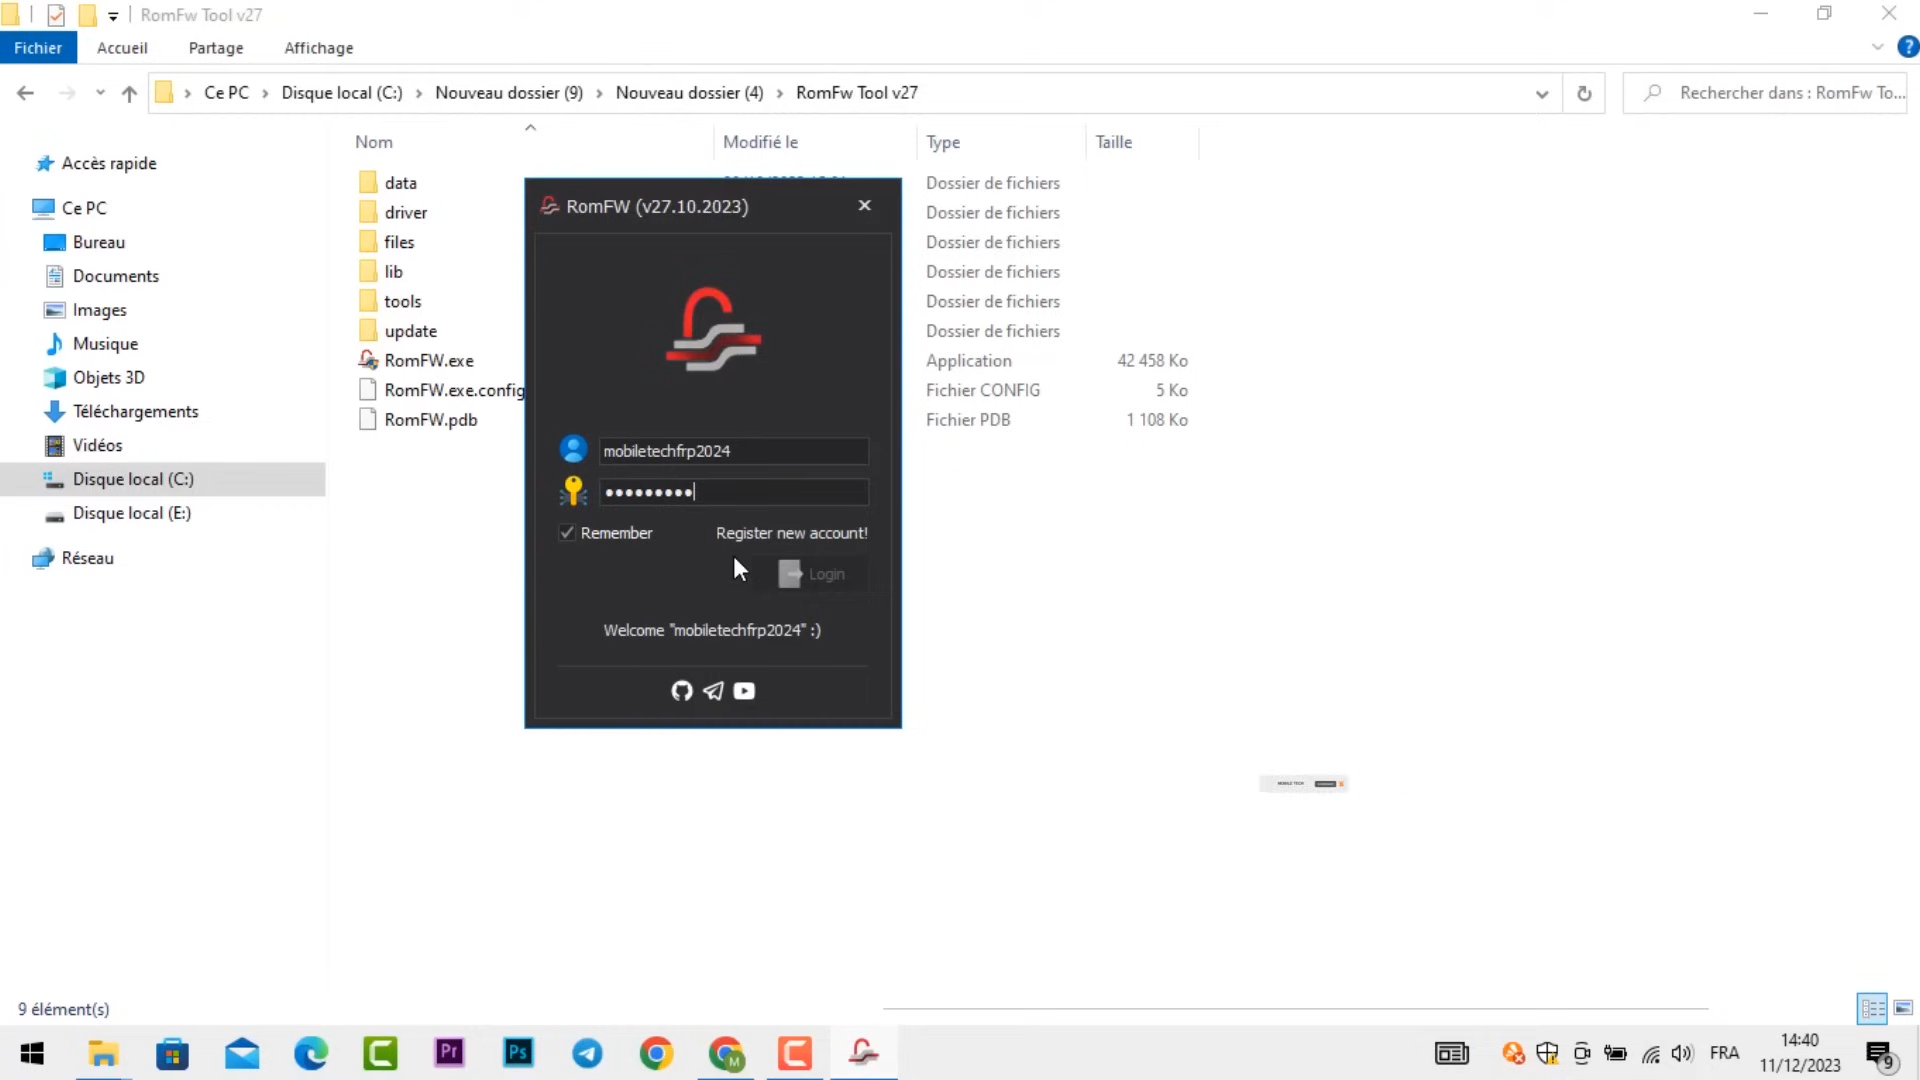 RomFw Tool v27
Fichier Accueil Partage Affichage
Ce PC Disque local (C:) Nouveau dossier (9) Nouveau dossier (4) RomFw Tool v27
Rechercher dans : RomFw To...
Nom Modifié le Type Taille
Accès rapide
Ce PC
Bureau
Documents
Images
Musique
Objets 3D
Téléchargements
Vidéos
Disque local (C:)
Disque local (E:)
Réseau
data Dossier de fichiers
driver Dossier de fichiers
files Dossier de fichiers
lib Dossier de fichiers
tools Dossier de fichiers
update Dossier de fichiers
RomFW.exe Application 42 458 Ko
RomFW.exe.config Fichier CONFIG 5 Ko
RomFW.pdb Fichier PDB 1 108 Ko
RomFW (v27.10.2023)
mobiletechfrp2024
Remember Register new account!
Login
Welcome "mobiletechfrp2024" :)
MOBILE TECH
9 élément(s)
Pr Ps M FRA 14:40
11/12/2023 9